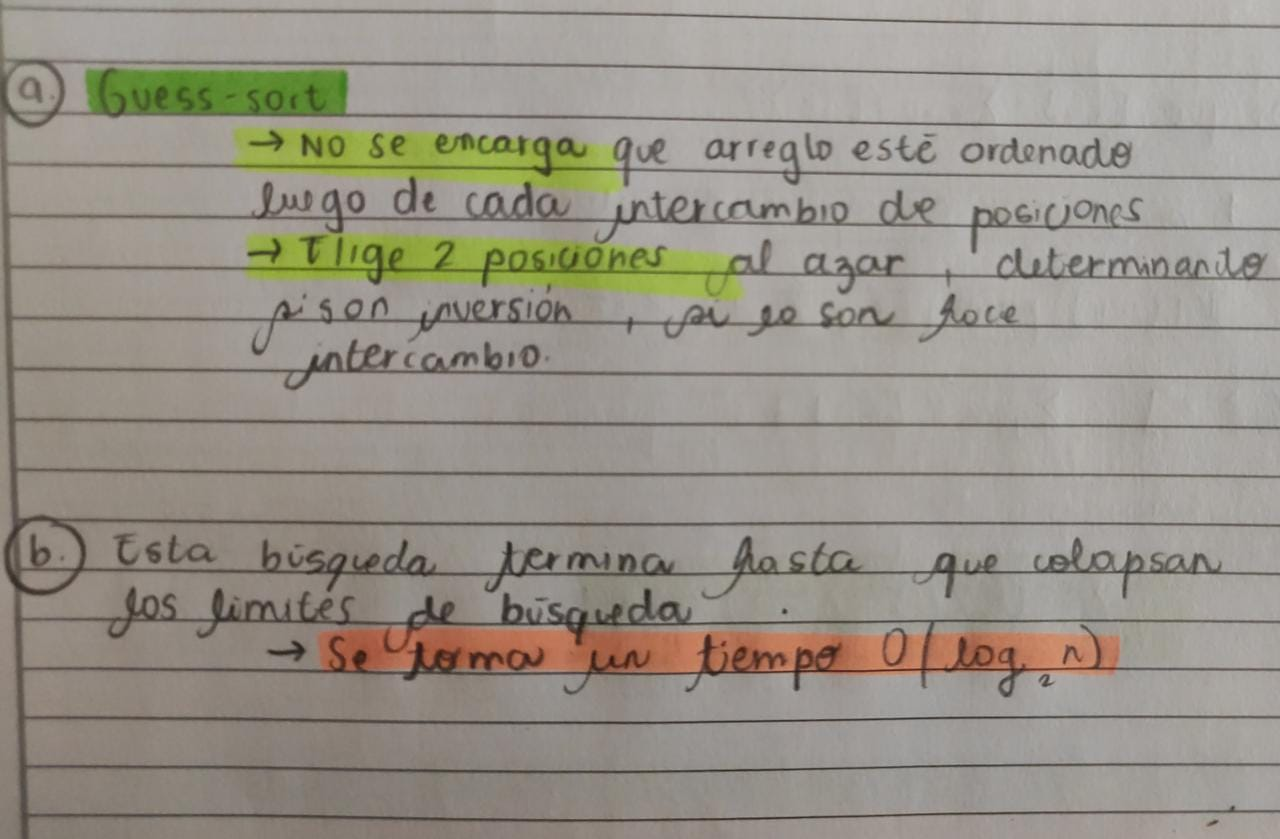 a. Guess-sort
→ No se encarga que arreglo esté ordenado
luego de cada intercambio de posiciones
→ Elige 2 posiciones al azar, determinando
si son inversión, si lo son hace
intercambio.
b. Esta búsqueda termina hasta que colapsan
los límites de búsqueda.
→ Se toma un tiempo O(log₂ n)